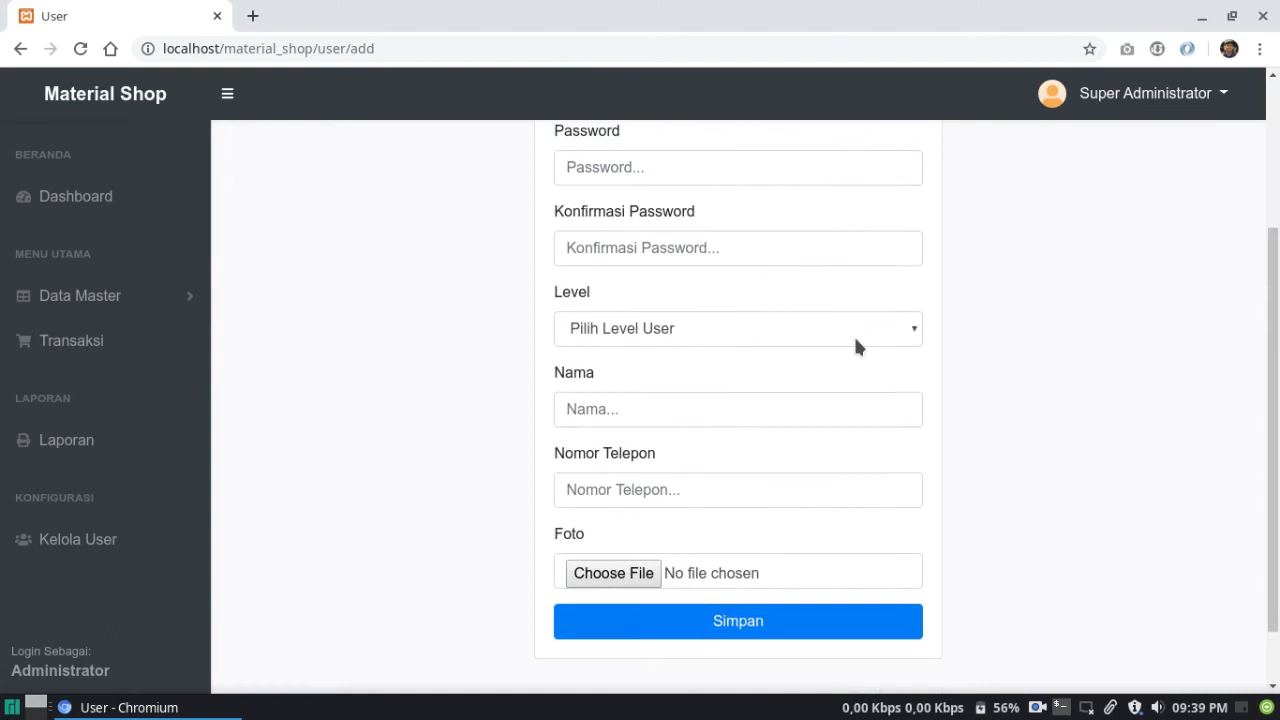 User
localhost/material_shop/user/add
Material Shop
Super Administrator
BERANDA
Dashboard
MENU UTAMA
Data Master
Transaksi
LAPORAN
Laporan
KONFIGURASI
Kelola User
Login Sebagai:
Administrator
Password
Password...
Konfirmasi Password
Konfirmasi Password...
Level
Pilih Level User
Nama
Nama...
Nomor Telepon
Nomor Telepon...
Foto
Choose File No file chosen
Simpan
User - Chromium
0,00 Kbps 0,00 Kbps 56% 09:39 PM